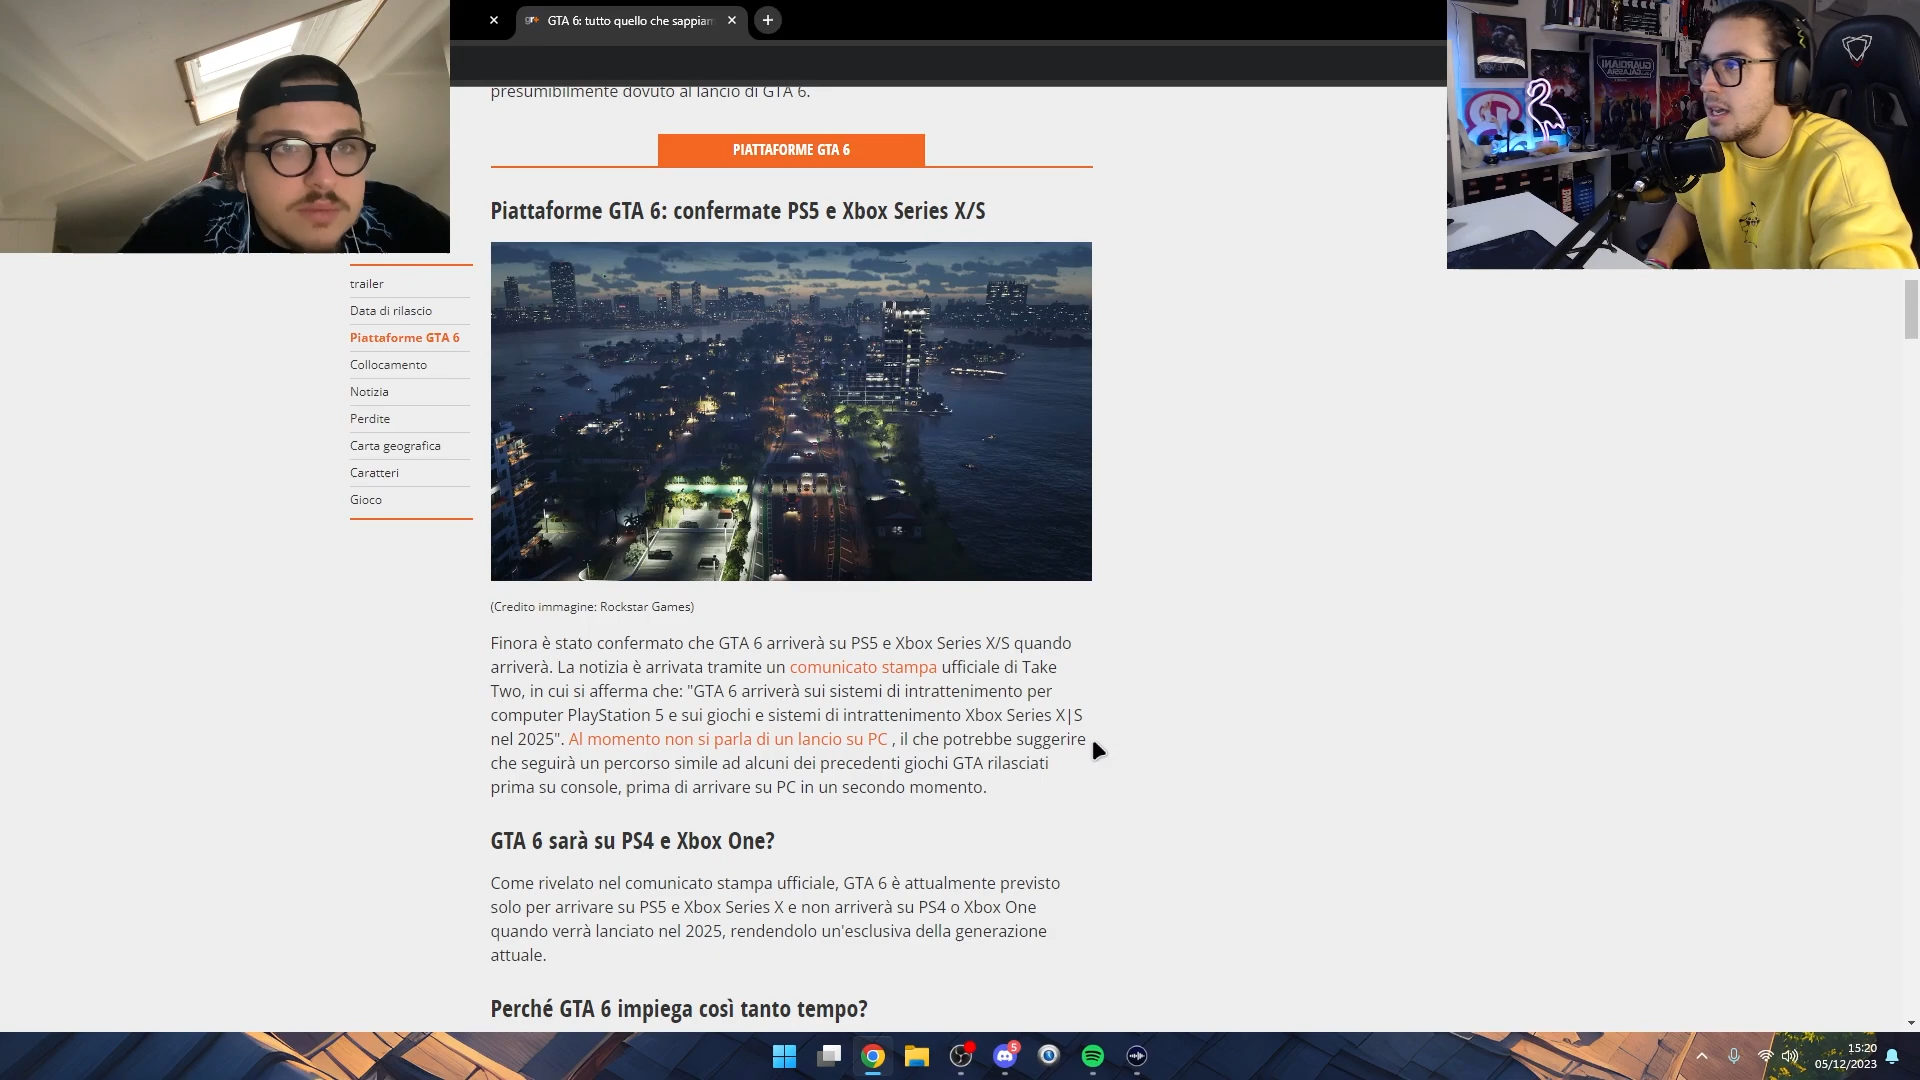 GTA 6: tutto quello che sappiam
presumibilmente dovuto al lancio di GTA 6.
PIATTAFORME GTA 6
Piattaforme GTA 6: confermate PS5 e Xbox Series X/S
trailer
Data di rilascio
Piattaforme GTA 6
Collocamento
Notizia
Perdite
Carta geografica
Caratteri
Gioco
(Credito immagine: Rockstar Games)
Finora è stato confermato che GTA 6 arriverà su PS5 e Xbox Series X/S quando
arriverà. La notizia è arrivata tramite un comunicato stampa ufficiale di Take
Two, in cui si afferma che: "GTA 6 arriverà sui sistemi di intrattenimento per
computer PlayStation 5 e sui giochi e sistemi di intrattenimento Xbox Series X|S
nel 2025". Al momento non si parla di un lancio su PC , il che potrebbe suggerire
che seguirà un percorso simile ad alcuni dei precedenti giochi GTA rilasciati
prima su console, prima di arrivare su PC in un secondo momento.
GTA 6 sarà su PS4 e Xbox One?
Come rivelato nel comunicato stampa ufficiale, GTA 6 è attualmente previsto
solo per arrivare su PS5 e Xbox Series X e non arriverà su PS4 o Xbox One
quando verrà lanciato nel 2025, rendendolo un'esclusiva della generazione
attuale.
Perché GTA 6 impiega così tanto tempo?
5
15:20
05/12/2023